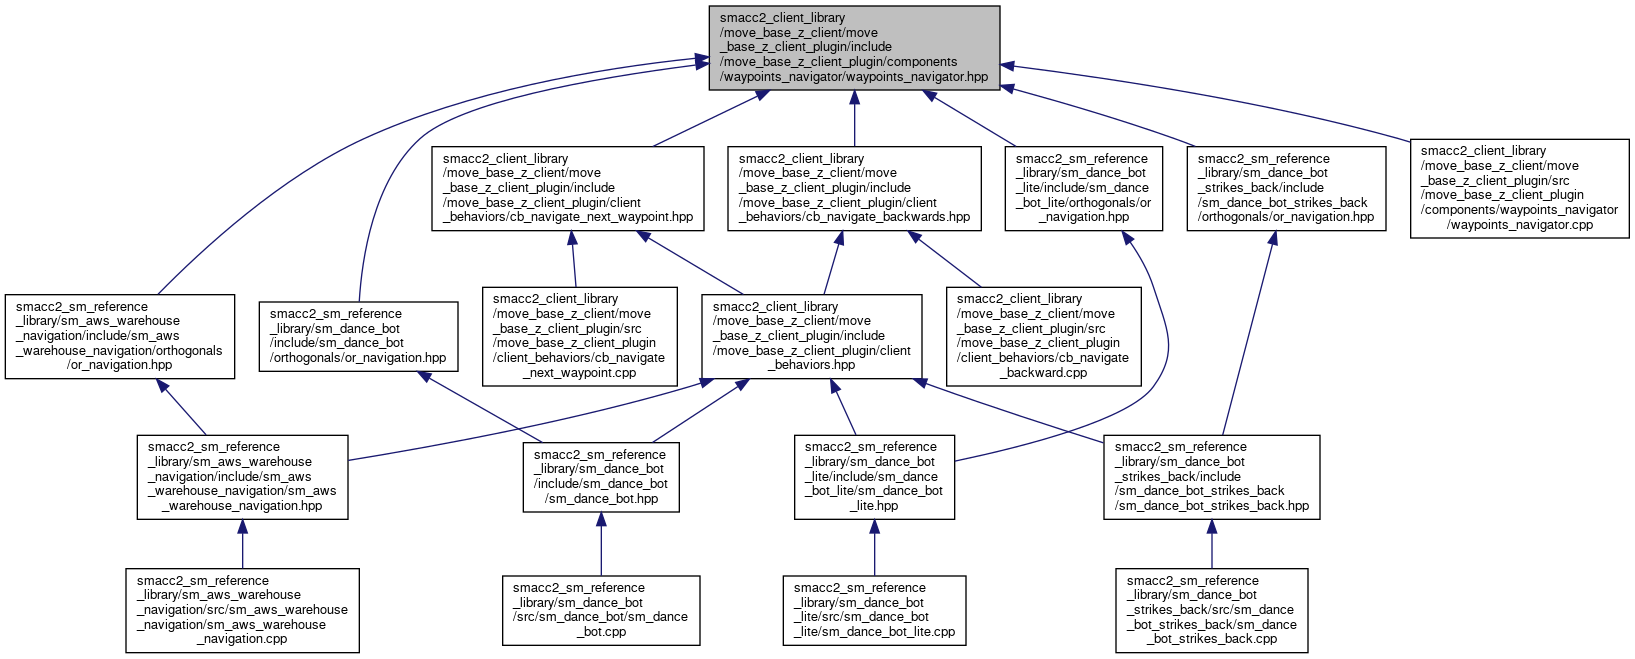 smacc2_client_library
/move_base_z_client/move
_base_z_client_plugin/include
/move_base_z_client_plugin/components
/waypoints_navigator/waypoints_navigator.hpp
smacc2_client_library
/move_base_z_client/move
_base_z_client_plugin/include
/move_base_z_client_plugin/client
_behaviors/cb_navigate_next_waypoint.hpp
smacc2_client_library
/move_base_z_client/move
_base_z_client_plugin/include
/move_base_z_client_plugin/client
_behaviors/cb_navigate_backwards.hpp
smacc2_sm_reference
_library/sm_dance_bot
_lite/include/sm_dance
_bot_lite/orthogonals/or
_navigation.hpp
smacc2_sm_reference
_library/sm_dance_bot
_strikes_back/include
/sm_dance_bot_strikes_back
/orthogonals/or_navigation.hpp
smacc2_client_library
/move_base_z_client/move
_base_z_client_plugin/src
/move_base_z_client_plugin
/components/waypoints_navigator
/waypoints_navigator.cpp
smacc2_sm_reference
_library/sm_aws_warehouse
_navigation/include/sm_aws
_warehouse_navigation/orthogonals
/or_navigation.hpp
smacc2_sm_reference
_library/sm_dance_bot
/include/sm_dance_bot
/orthogonals/or_navigation.hpp
smacc2_client_library
/move_base_z_client/move
_base_z_client_plugin/src
/move_base_z_client_plugin
/client_behaviors/cb_navigate
_next_waypoint.cpp
smacc2_client_library
/move_base_z_client/move
_base_z_client_plugin/include
/move_base_z_client_plugin/client
_behaviors.hpp
smacc2_client_library
/move_base_z_client/move
_base_z_client_plugin/src
/move_base_z_client_plugin
/client_behaviors/cb_navigate
_backward.cpp
smacc2_sm_reference
_library/sm_aws_warehouse
_navigation/include/sm_aws
_warehouse_navigation/sm_aws
_warehouse_navigation.hpp
smacc2_sm_reference
_library/sm_dance_bot
/include/sm_dance_bot
/sm_dance_bot.hpp
smacc2_sm_reference
_library/sm_dance_bot
_lite/include/sm_dance
_bot_lite/sm_dance_bot
_lite.hpp
smacc2_sm_reference
_library/sm_dance_bot
_strikes_back/include
/sm_dance_bot_strikes_back
/sm_dance_bot_strikes_back.hpp
smacc2_sm_reference
_library/sm_aws_warehouse
_navigation/src/sm_aws_warehouse
_navigation/sm_aws_warehouse
_navigation.cpp
smacc2_sm_reference
_library/sm_dance_bot
/src/sm_dance_bot/sm_dance
_bot.cpp
smacc2_sm_reference
_library/sm_dance_bot
_lite/src/sm_dance_bot
_lite/sm_dance_bot_lite.cpp
smacc2_sm_reference
_library/sm_dance_bot
_strikes_back/src/sm_dance
_bot_strikes_back/sm_dance
_bot_strikes_back.cpp